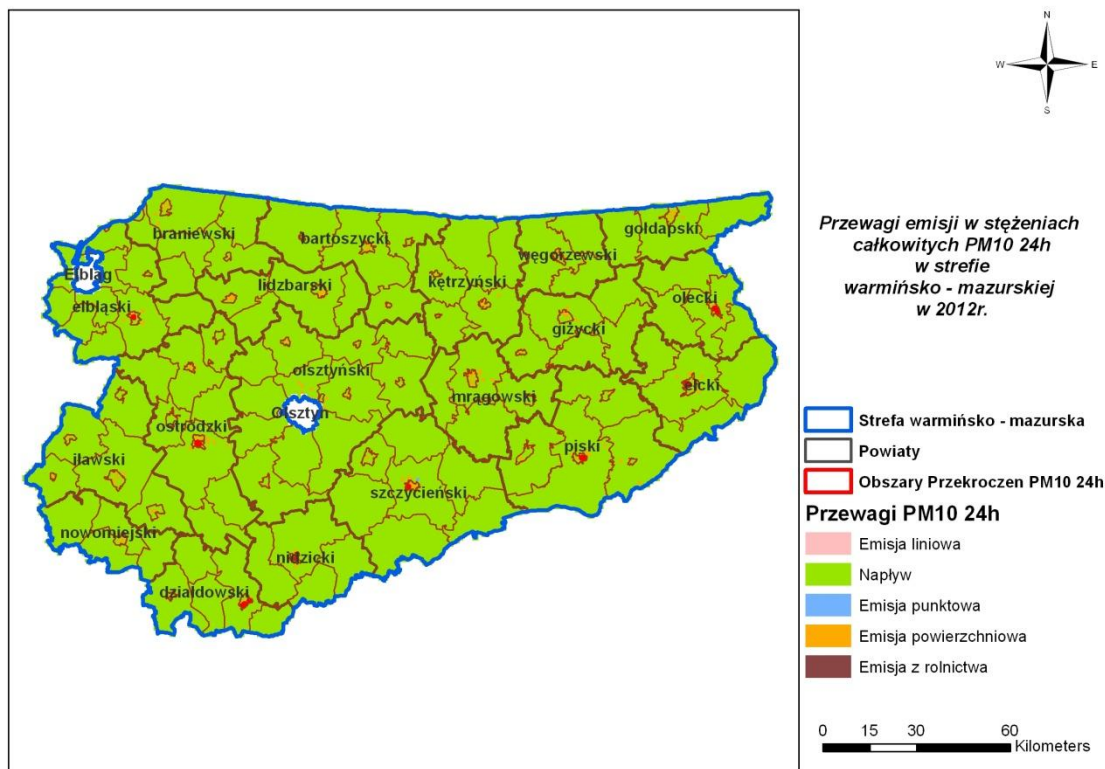 N
W E
S
Przewagi emisji w stężeniach
całkowitych PM10 24h
w strefie
warmińsko - mazurskiej
w 2012r.
braniewski
bartoszycki
gołdapski
węgorzewski
Elbląg
lidzbarski
kętrzyński
olecki
elbląski
giżycki
olsztyński
ełcki
mrągowski
Olsztyn
ostródzki
piski
iławski
szczycieński
nowomiejski
nidzicki
działdowski
Strefa warmińsko - mazurska
Powiaty
Obszary Przekroczen PM10 24h
Przewagi PM10 24h
Emisja liniowa
Napływ
Emisja punktowa
Emisja powierzchniowa
Emisja z rolnictwa
0 15 30 60
Kilometers